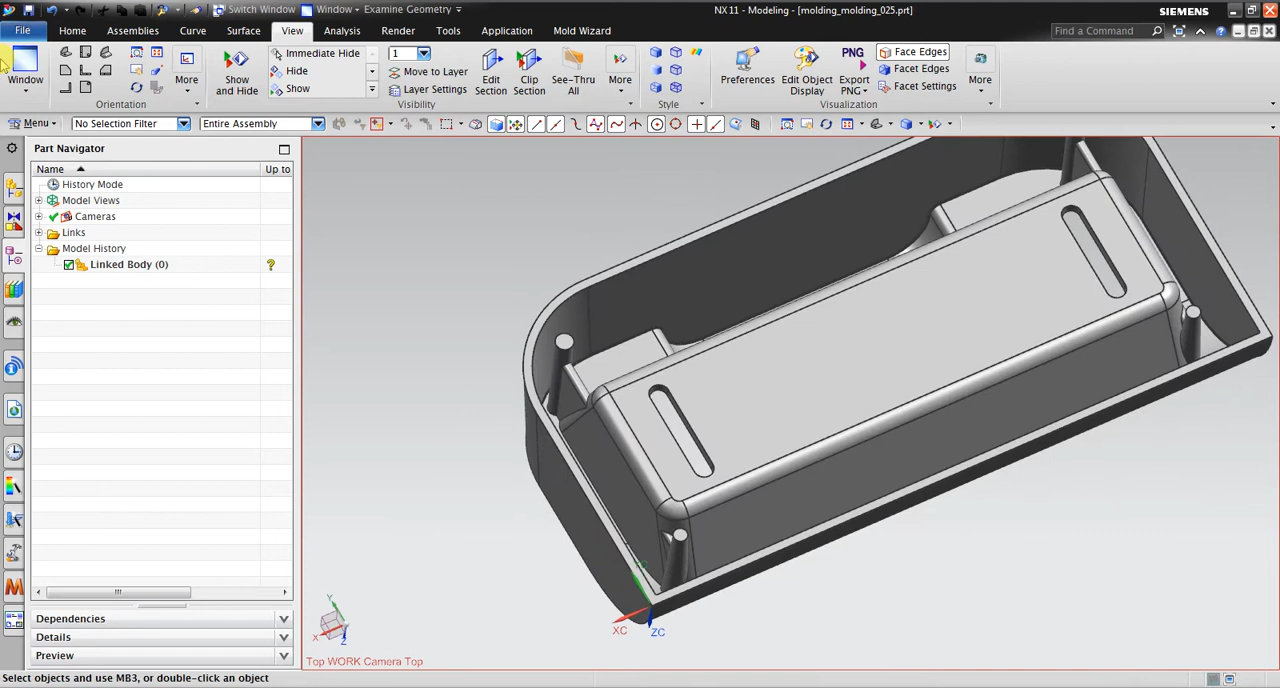 Switch Window Window Examine Geometry NX 11 - Modeling - [molding_molding_025.prt] SIEMENS
File Home Assemblies Curve Surface Analysis View Render Tools Application Mold Wizard Find a Command
Window
More
Orientation
Show and Hide
Immediate Hide
Hide
Show
1
Move to Layer
Layer Settings
Visibility
Edit Section
Clip Section
See-Thru All
More
Style
Preferences
Edit Object Display
PNG
Export PNG
Face Edges
Facet Edges
Facet Settings
Visualization
More
Menu No Selection Filter Entire Assembly
Part Navigator
Name Up to
History Mode
Model Views
Cameras
Links
Model History
Linked Body (0)
Dependencies
Details
Preview
XC
ZC
Y
X
Z
Top WORK Camera Top
Select objects and use MB3, or double-click an object